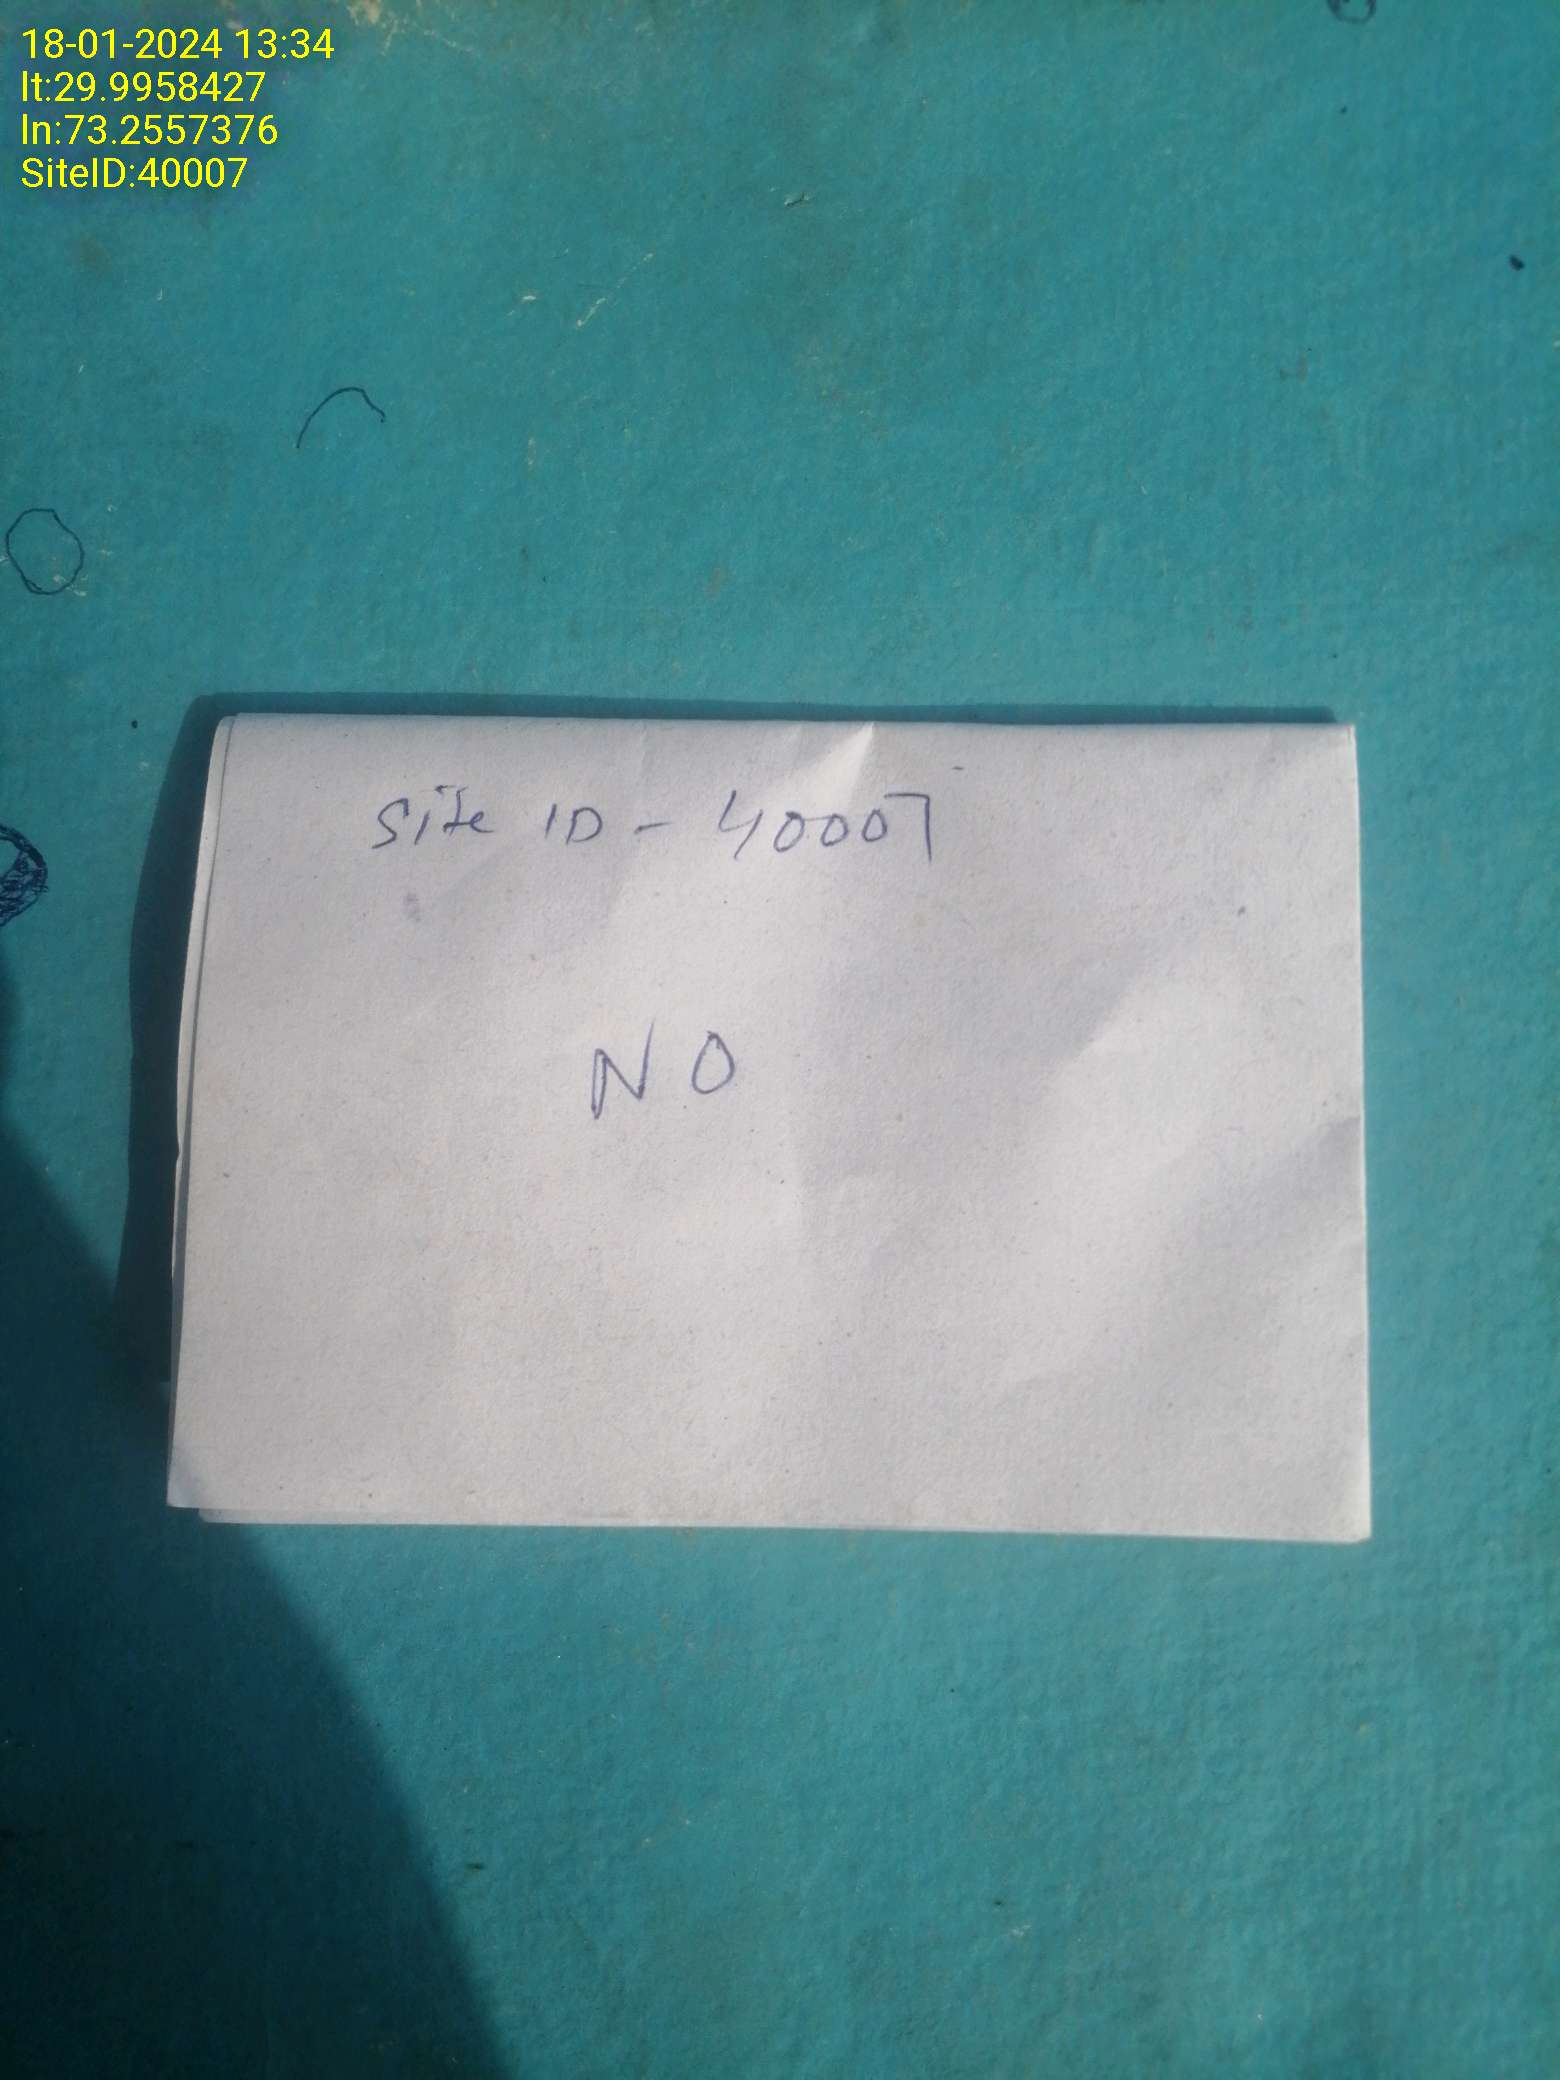 18-01-2024 13:34
lt:29.9958427
ln:73.2557376
SiteID:40007
Site ID - 40007
NO